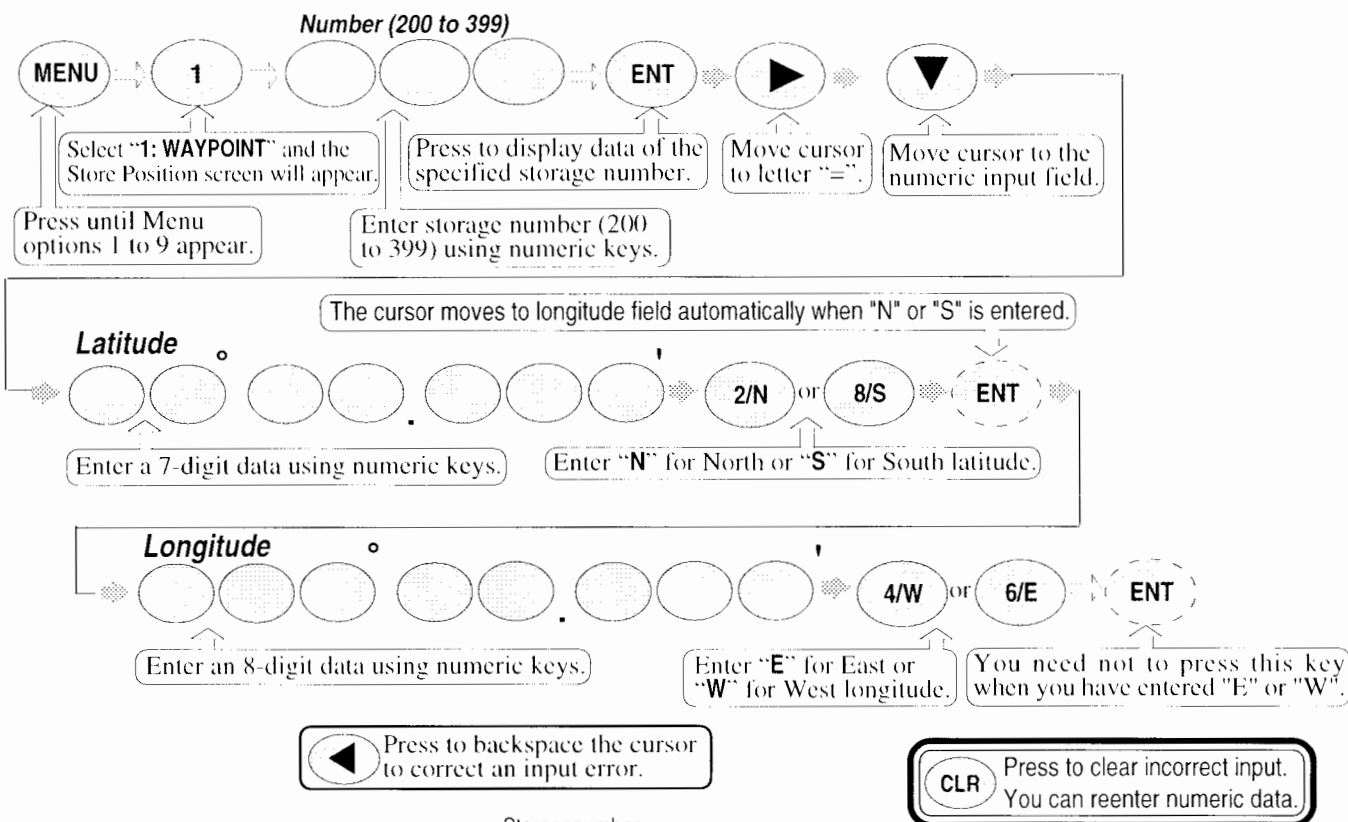 Number (200 to 399)
MENU
1
ENT
▶
▼
Select “1: WAYPOINT” and the
Store Position screen will appear.
Press to display data of the
specified storage number.
Move cursor
to letter “=”.
Move cursor to the
numeric input field.
Press until Menu
options 1 to 9 appear.
Enter storage number (200
to 399) using numeric keys.
The cursor moves to longitude field automatically when "N" or "S" is entered.
Latitude
° . '
2/N or 8/S
ENT
Enter a 7-digit data using numeric keys.
Enter “N” for North or “S” for South latitude.
Longitude
° . '
4/W or 6/E
ENT
Enter an 8-digit data using numeric keys.
Enter “E” for East or
“W” for West longitude.
You need not to press this key
when you have entered "E" or "W".
◀
Press to backspace the cursor
to correct an input error.
CLR
Press to clear incorrect input.
You can reenter numeric data.